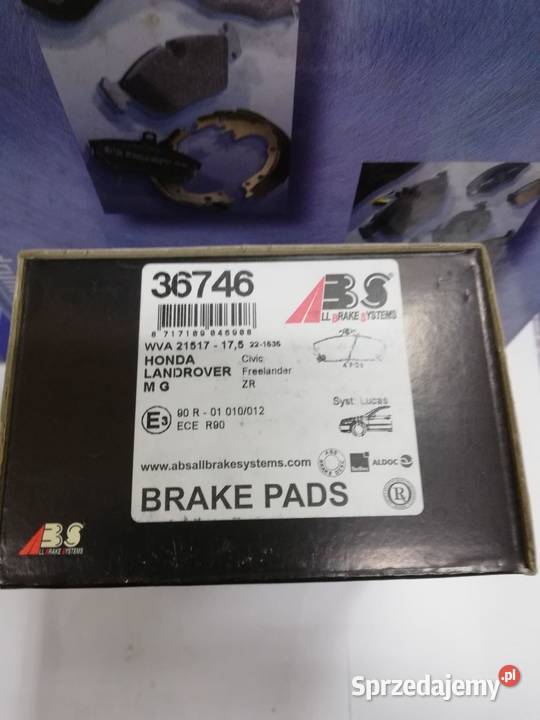 36746
ABS
ALL BRAKE SYSTEMS
8 717109 046908
WVA 21517 - 17,5 22-1636
HONDA Civic
LANDROVER Freelander
M G ZR
Syst. Lucas
E3
90 R - 01 010/012
ECE R90
www.absallbrakesystems.com
ALDOC
BRAKE PADS
R
ABS
ALL BRAKE SYSTEMS
Sprzedajemy.pl